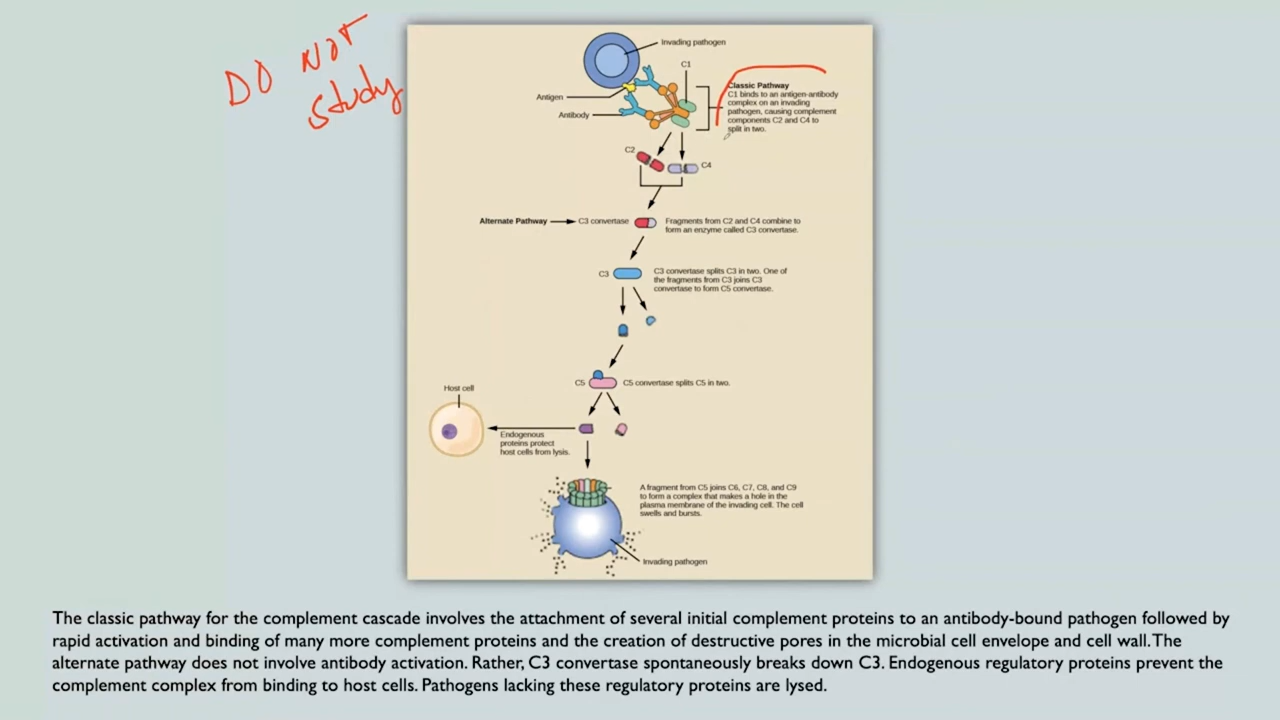 DO NOT
study
Invading pathogen
C1
Antigen
Antibody
Classic Pathway
C1 binds to an antigen-antibody
complex on an invading
pathogen, causing complement
components C2 and C4 to
split in two.
C2
C4
Alternate Pathway
C3 convertase
Fragments from C2 and C4 combine to
form an enzyme called C3 convertase.
C3
C3 convertase splits C3 in two. One of
the fragments from C3 joins C3
convertase to form C5 convertase.
C5
C5 convertase splits C5 in two.
Host cell
Endogenous
proteins protect
host cells from lysis.
A fragment from C5 joins C6, C7, C8, and C9
to form a complex that makes a hole in the
plasma membrane of the invading cell. The cell
swells and bursts.
Invading pathogen
The classic pathway for the complement cascade involves the attachment of several initial complement proteins to an antibody-bound pathogen followed by
rapid activation and binding of many more complement proteins and the creation of destructive pores in the microbial cell envelope and cell wall. The
alternate pathway does not involve antibody activation. Rather, C3 convertase spontaneously breaks down C3. Endogenous regulatory proteins prevent the
complement complex from binding to host cells. Pathogens lacking these regulatory proteins are lysed.